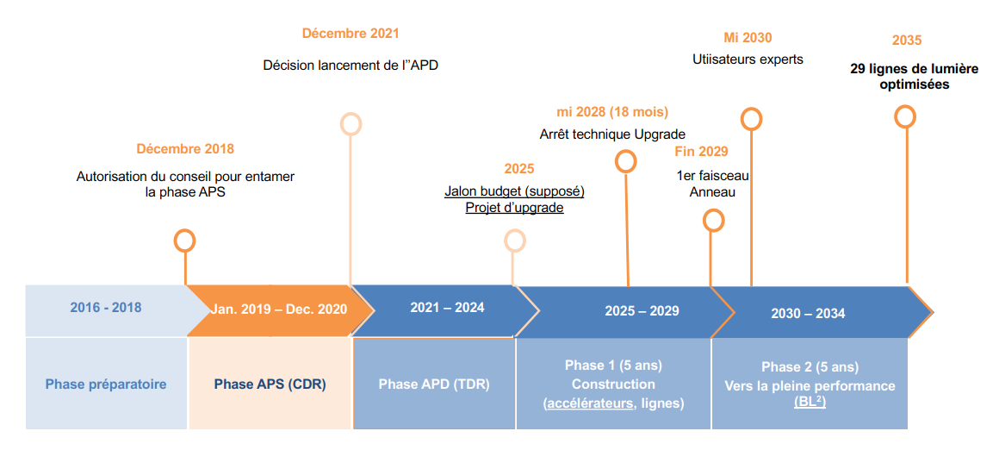 Décembre 2021
Décision lancement de l’’APD
Mi 2030
Utiisateurs experts
2035
29 lignes de lumière
optimisées
mi 2028 (18 mois)
Arrêt technique Upgrade
Décembre 2018
Autorisation du conseil pour entamer
la phase APS
2025
Jalon budget (supposé)
Projet d’upgrade
Fin 2029
1er faisceau
Anneau
2016 - 2018
Jan. 2019 – Dec. 2020
2021 – 2024
2025 – 2029
2030 – 2034
Phase préparatoire
Phase APS (CDR)
Phase APD (TDR)
Phase 1 (5 ans)
Construction
(accélérateurs, lignes)
Phase 2 (5 ans)
Vers la pleine performance
(BL²)